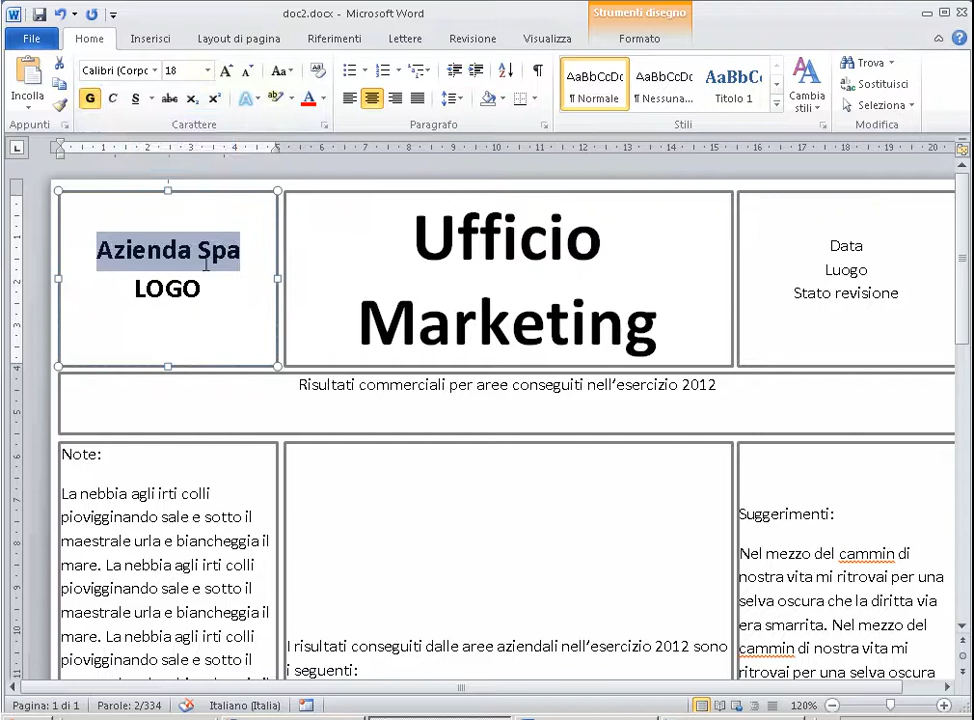 doc2.docx - Microsoft Word
Strumenti disegno
File Home Inserisci Layout di pagina Riferimenti Lettere Revisione Visualizza Formato
Calibri (Corpo 18
Incolla
Appunti
Carattere
Paragrafo
AaBbCcDc AaBbCcDc AaBbC
¶ Normale ¶ Nessuna... Titolo 1
Cambia
stili
Stili
Trova
Sostituisci
Seleziona
Modifica
Azienda Spa
LOGO
Ufficio
Marketing
Data
Luogo
Stato revisione
Risultati commerciali per aree conseguiti nell'esercizio 2012
Note:
La nebbia agli irti colli
piovigginando sale e sotto il
maestrale urla e biancheggia il
mare. La nebbia agli irti colli
piovigginando sale e sotto il
maestrale urla e biancheggia il
mare. La nebbia agli irti colli
piovigginando sale e sotto il
I risultati conseguiti dalle aree aziendali nell'esercizio 2012 sono
i seguenti:
Suggerimenti:
Nel mezzo del cammin di
nostra vita mi ritrovai per una
selva oscura che la diritta via
era smarrita. Nel mezzo del
cammin di nostra vita mi
ritrovai per una selva oscura
Pagina: 1 di 1 Parole: 2/334 Italiano (Italia) 120%